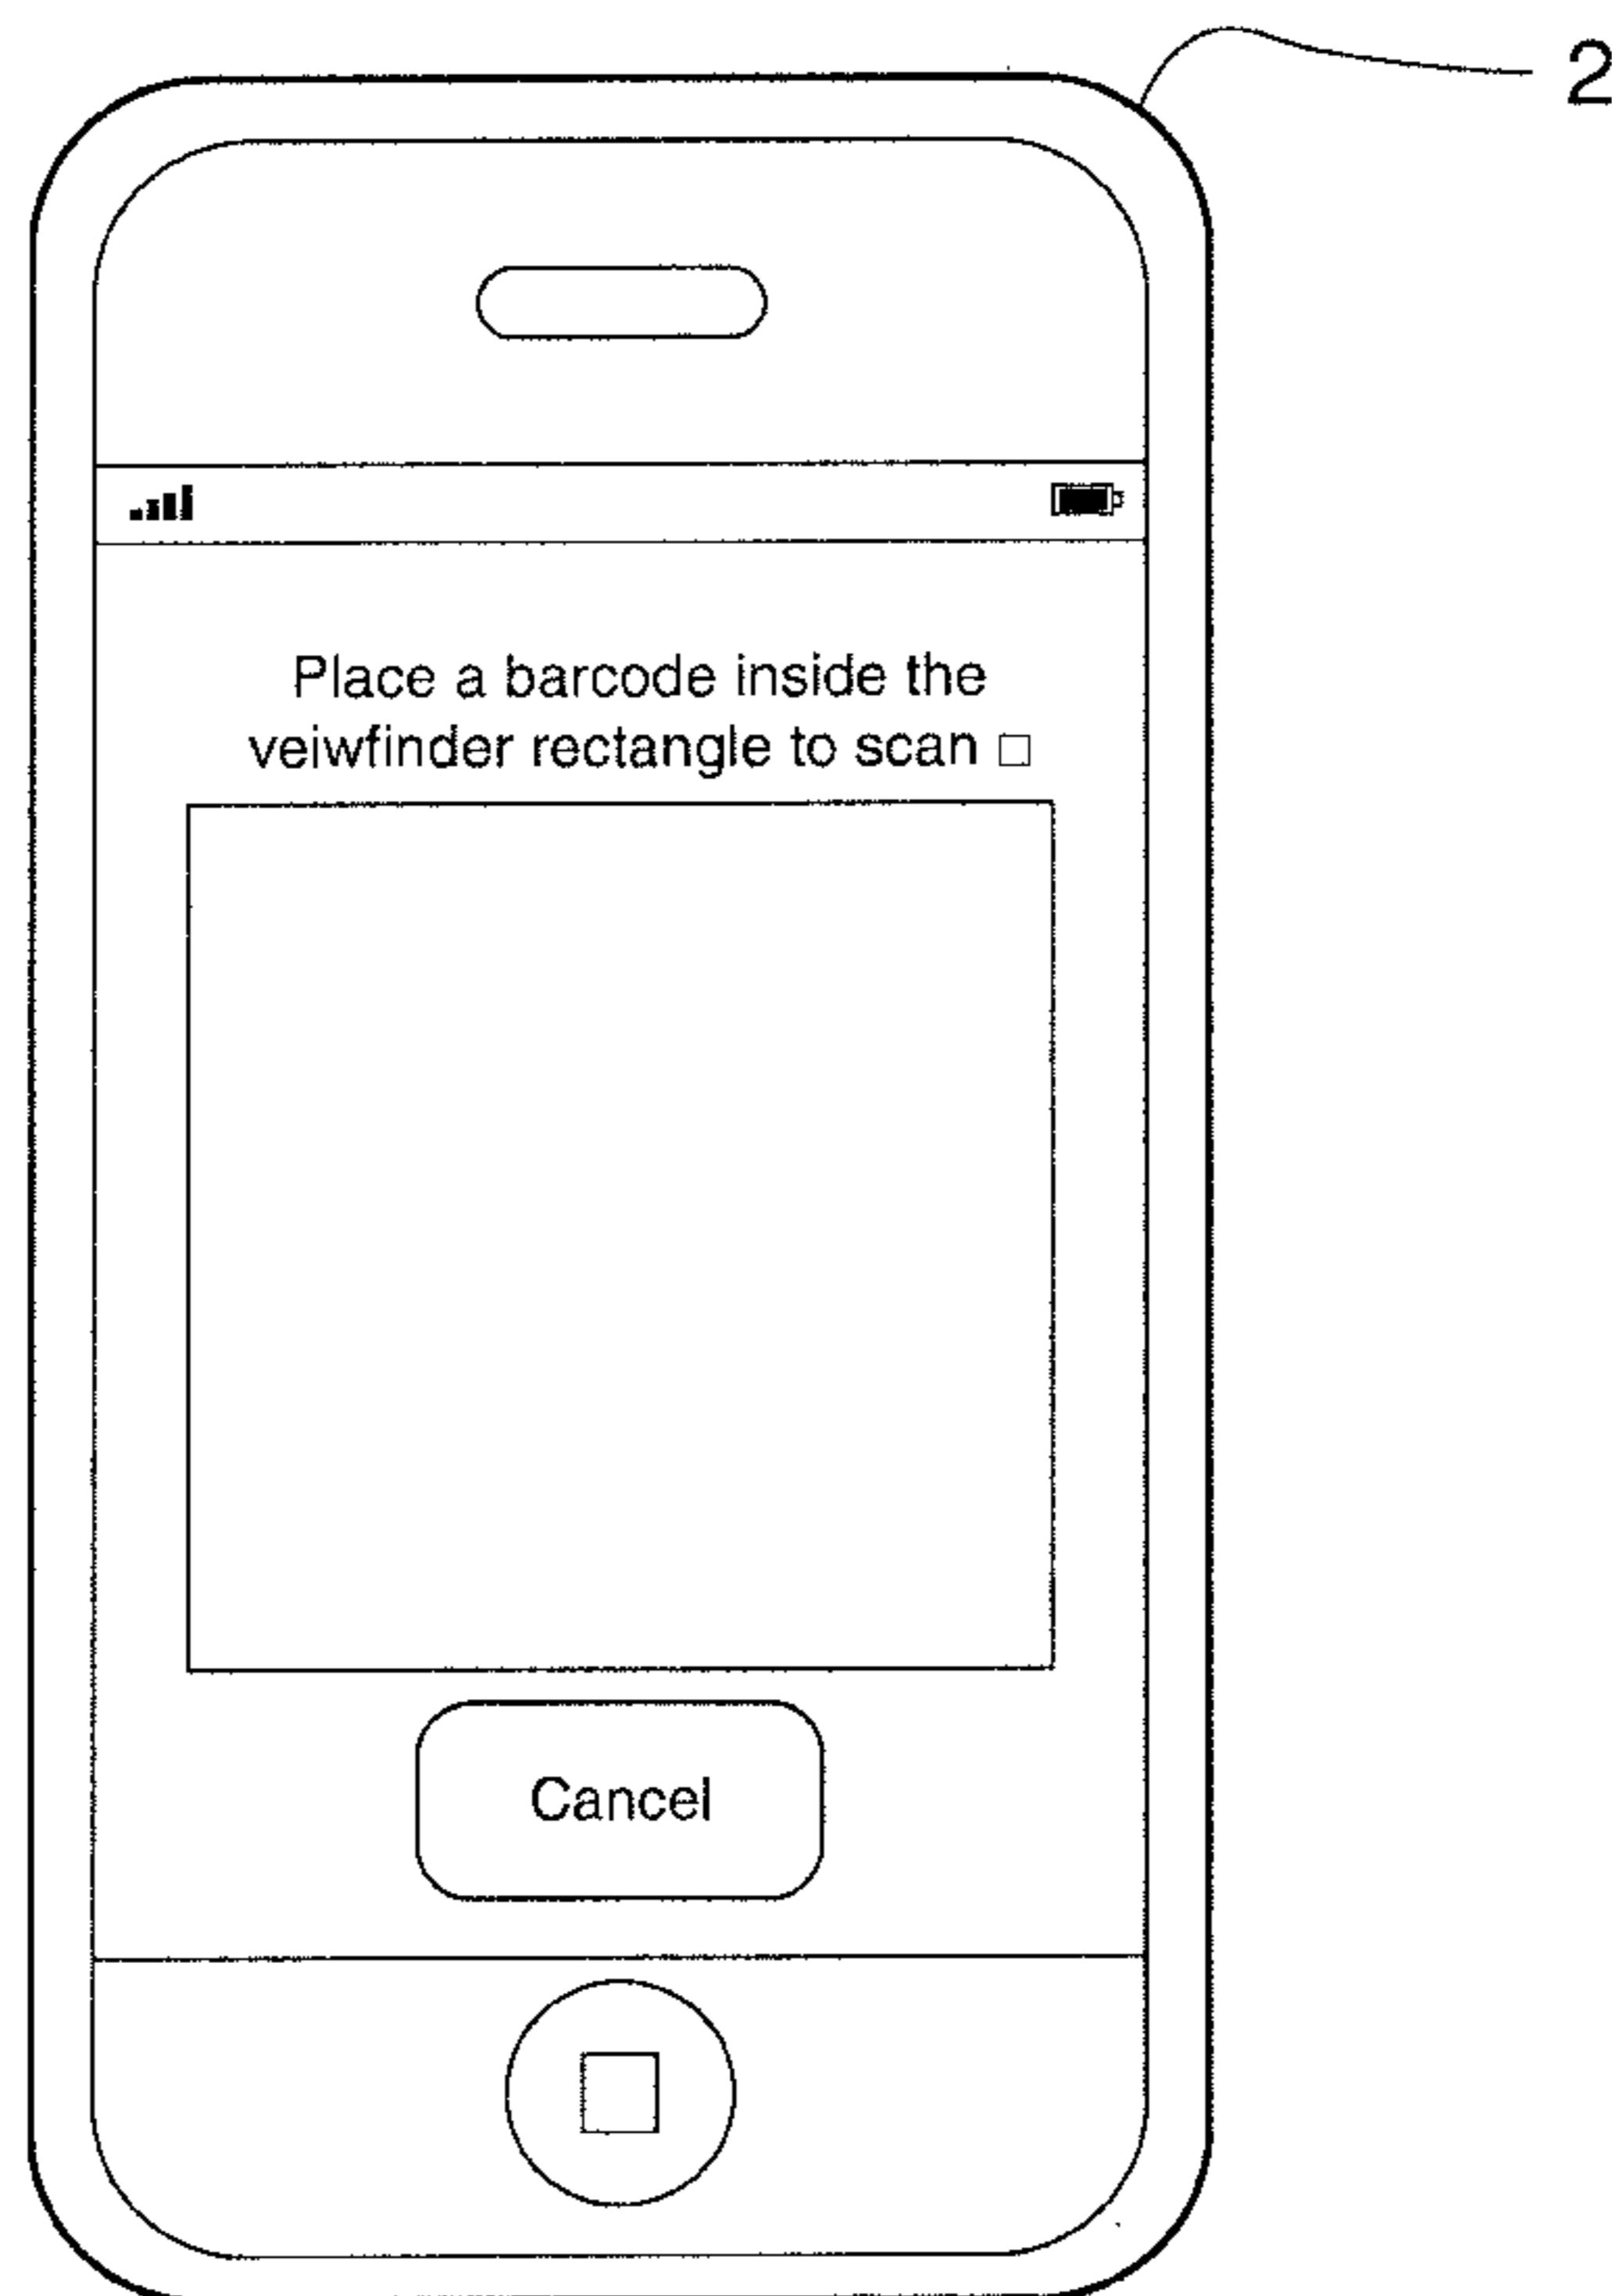 2
Place a barcode inside the
veiwfinder rectangle to scan □
Cancel